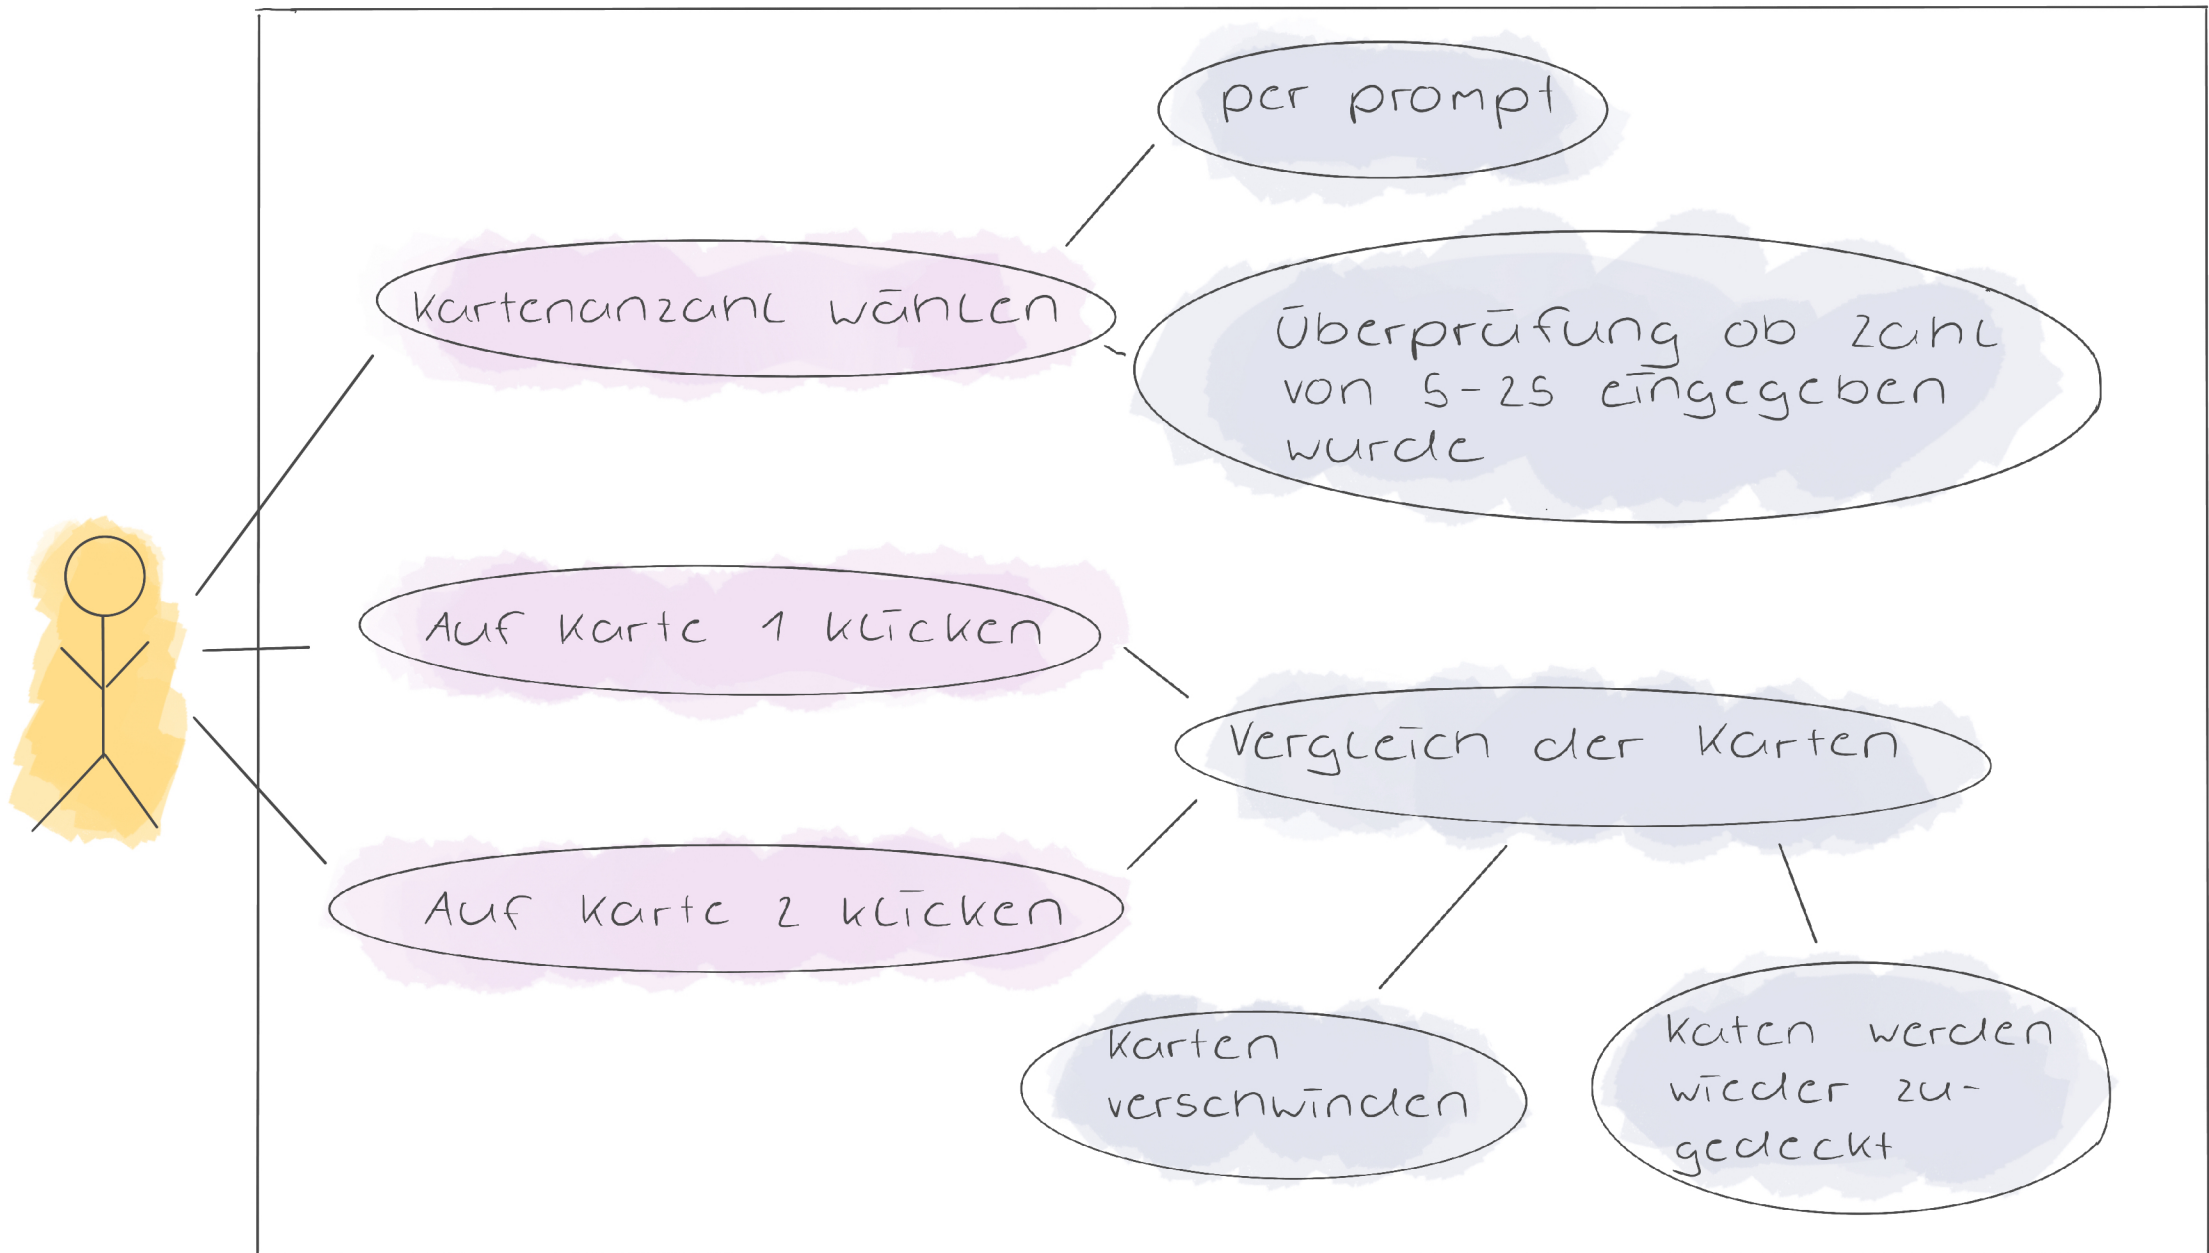 per prompt
Kartenanzahl wählen
Überprüfung ob Zahl
von 5-25 eingegeben
wurde
Auf Karte 1 klicken
Vergleich der Karten
Auf Karte 2 klicken
Karten
verschwinden
Katen werden
wieder zu-
gedeckt